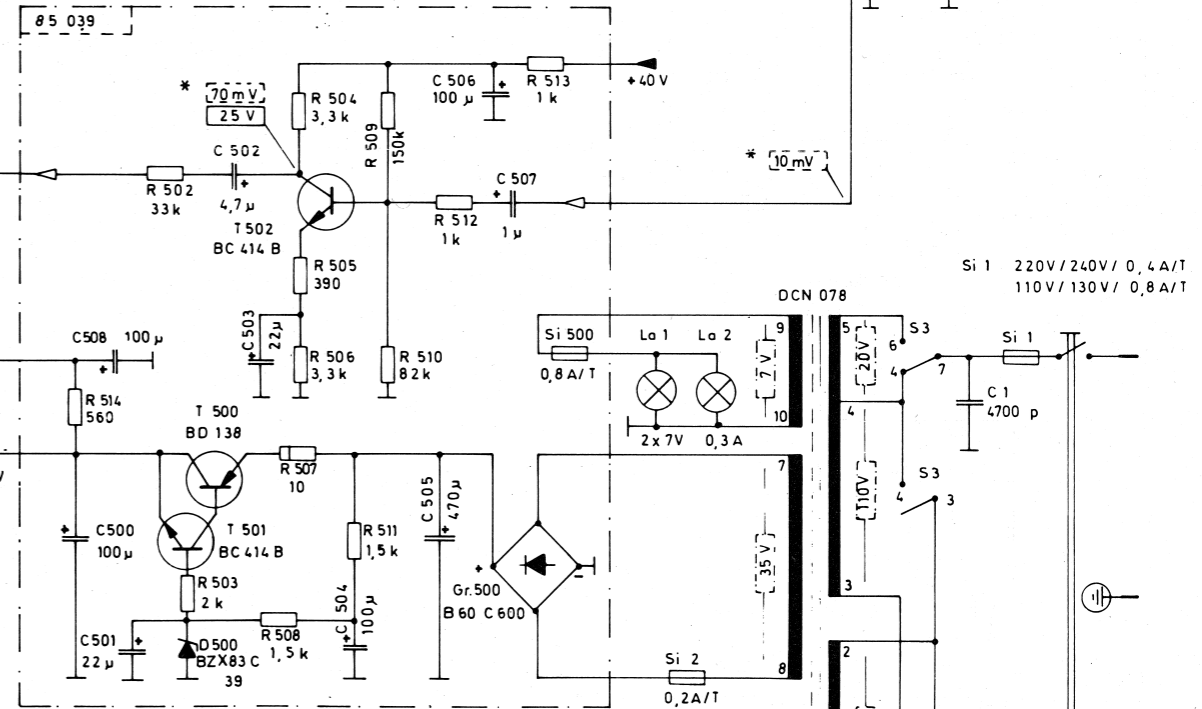 85 039
C 506
100 µ
R 513
1 k
+40 V
*
70 mV
25 V
R 504
3,3 k
R 509
150k
C 502
R 502
33 k
4,7 µ
T 502
BC 414 B
R 512
1 k
C 507
1 µ
*
10 mV
R 505
390
C 503
22µ
R 506
3,3 k
R 510
82 k
Si 1 220V / 240V / 0,4 A/T
110 V / 130 V / 0,8 A/T
DCN 078
C508 100 µ
R 514
560
Si 500
0,8 A/T
La 1
La 2
2 x 7V
0,3 A
9
7 V
10
5
20V
4
S3
6
4
7
Si 1
C 1
4700 p
T 500
BD 138
R 507
10
T 501
BC 414 B
C500
100 µ
R 511
1,5 k
C 505
470µ
Gr.500
B 60 C 600
+
-
7
35 V
8
110V
3
S3
4
3
R 503
2 k
R 508
1,5 k
C 504
100 µ
C501
22 µ
D500
BZX83 C
39
Si 2
0,2A/T
2